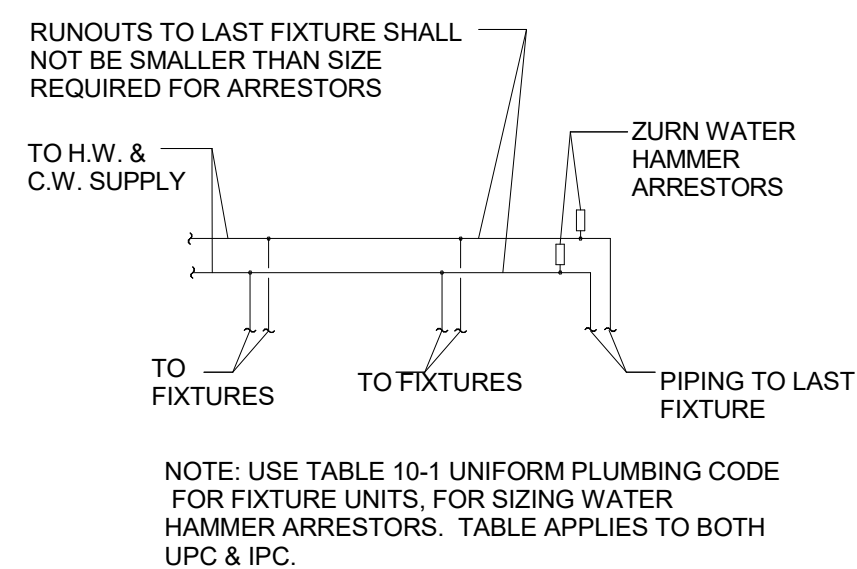 RUNOUTS TO LAST FIXTURE SHALL
NOT BE SMALLER THAN SIZE
REQUIRED FOR ARRESTORS
ZURN WATER
HAMMER
ARRESTORS
TO H.W. &
C.W. SUPPLY
TO
FIXTURES
TO FIXTURES
PIPING TO LAST
FIXTURE
NOTE: USE TABLE 10-1 UNIFORM PLUMBING CODE
FOR FIXTURE UNITS, FOR SIZING WATER
HAMMER ARRESTORS. TABLE APPLIES TO BOTH
UPC & IPC.